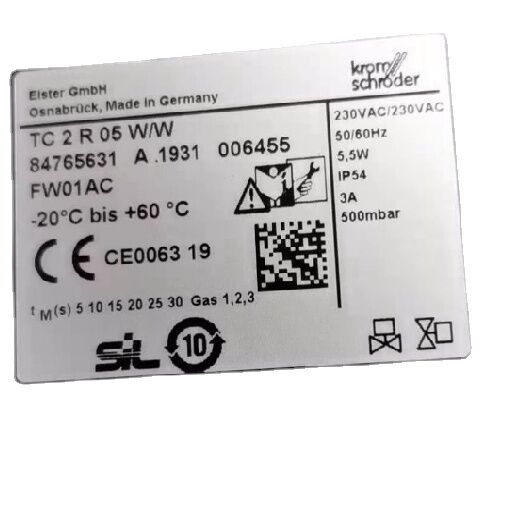 Elster GmbH
Osnabrück, Made in Germany
krom
schröder
TC 2 R 05 W/W
84765631 A .1931 006455
FW01AC
-20°C bis +60 °C
CE CE0063 19
t M(s) 5 10 15 20 25 30 Gas 1,2,3
SIL
10
230VAC/230VAC
50/60Hz
5,5W
IP54
3A
500mbar